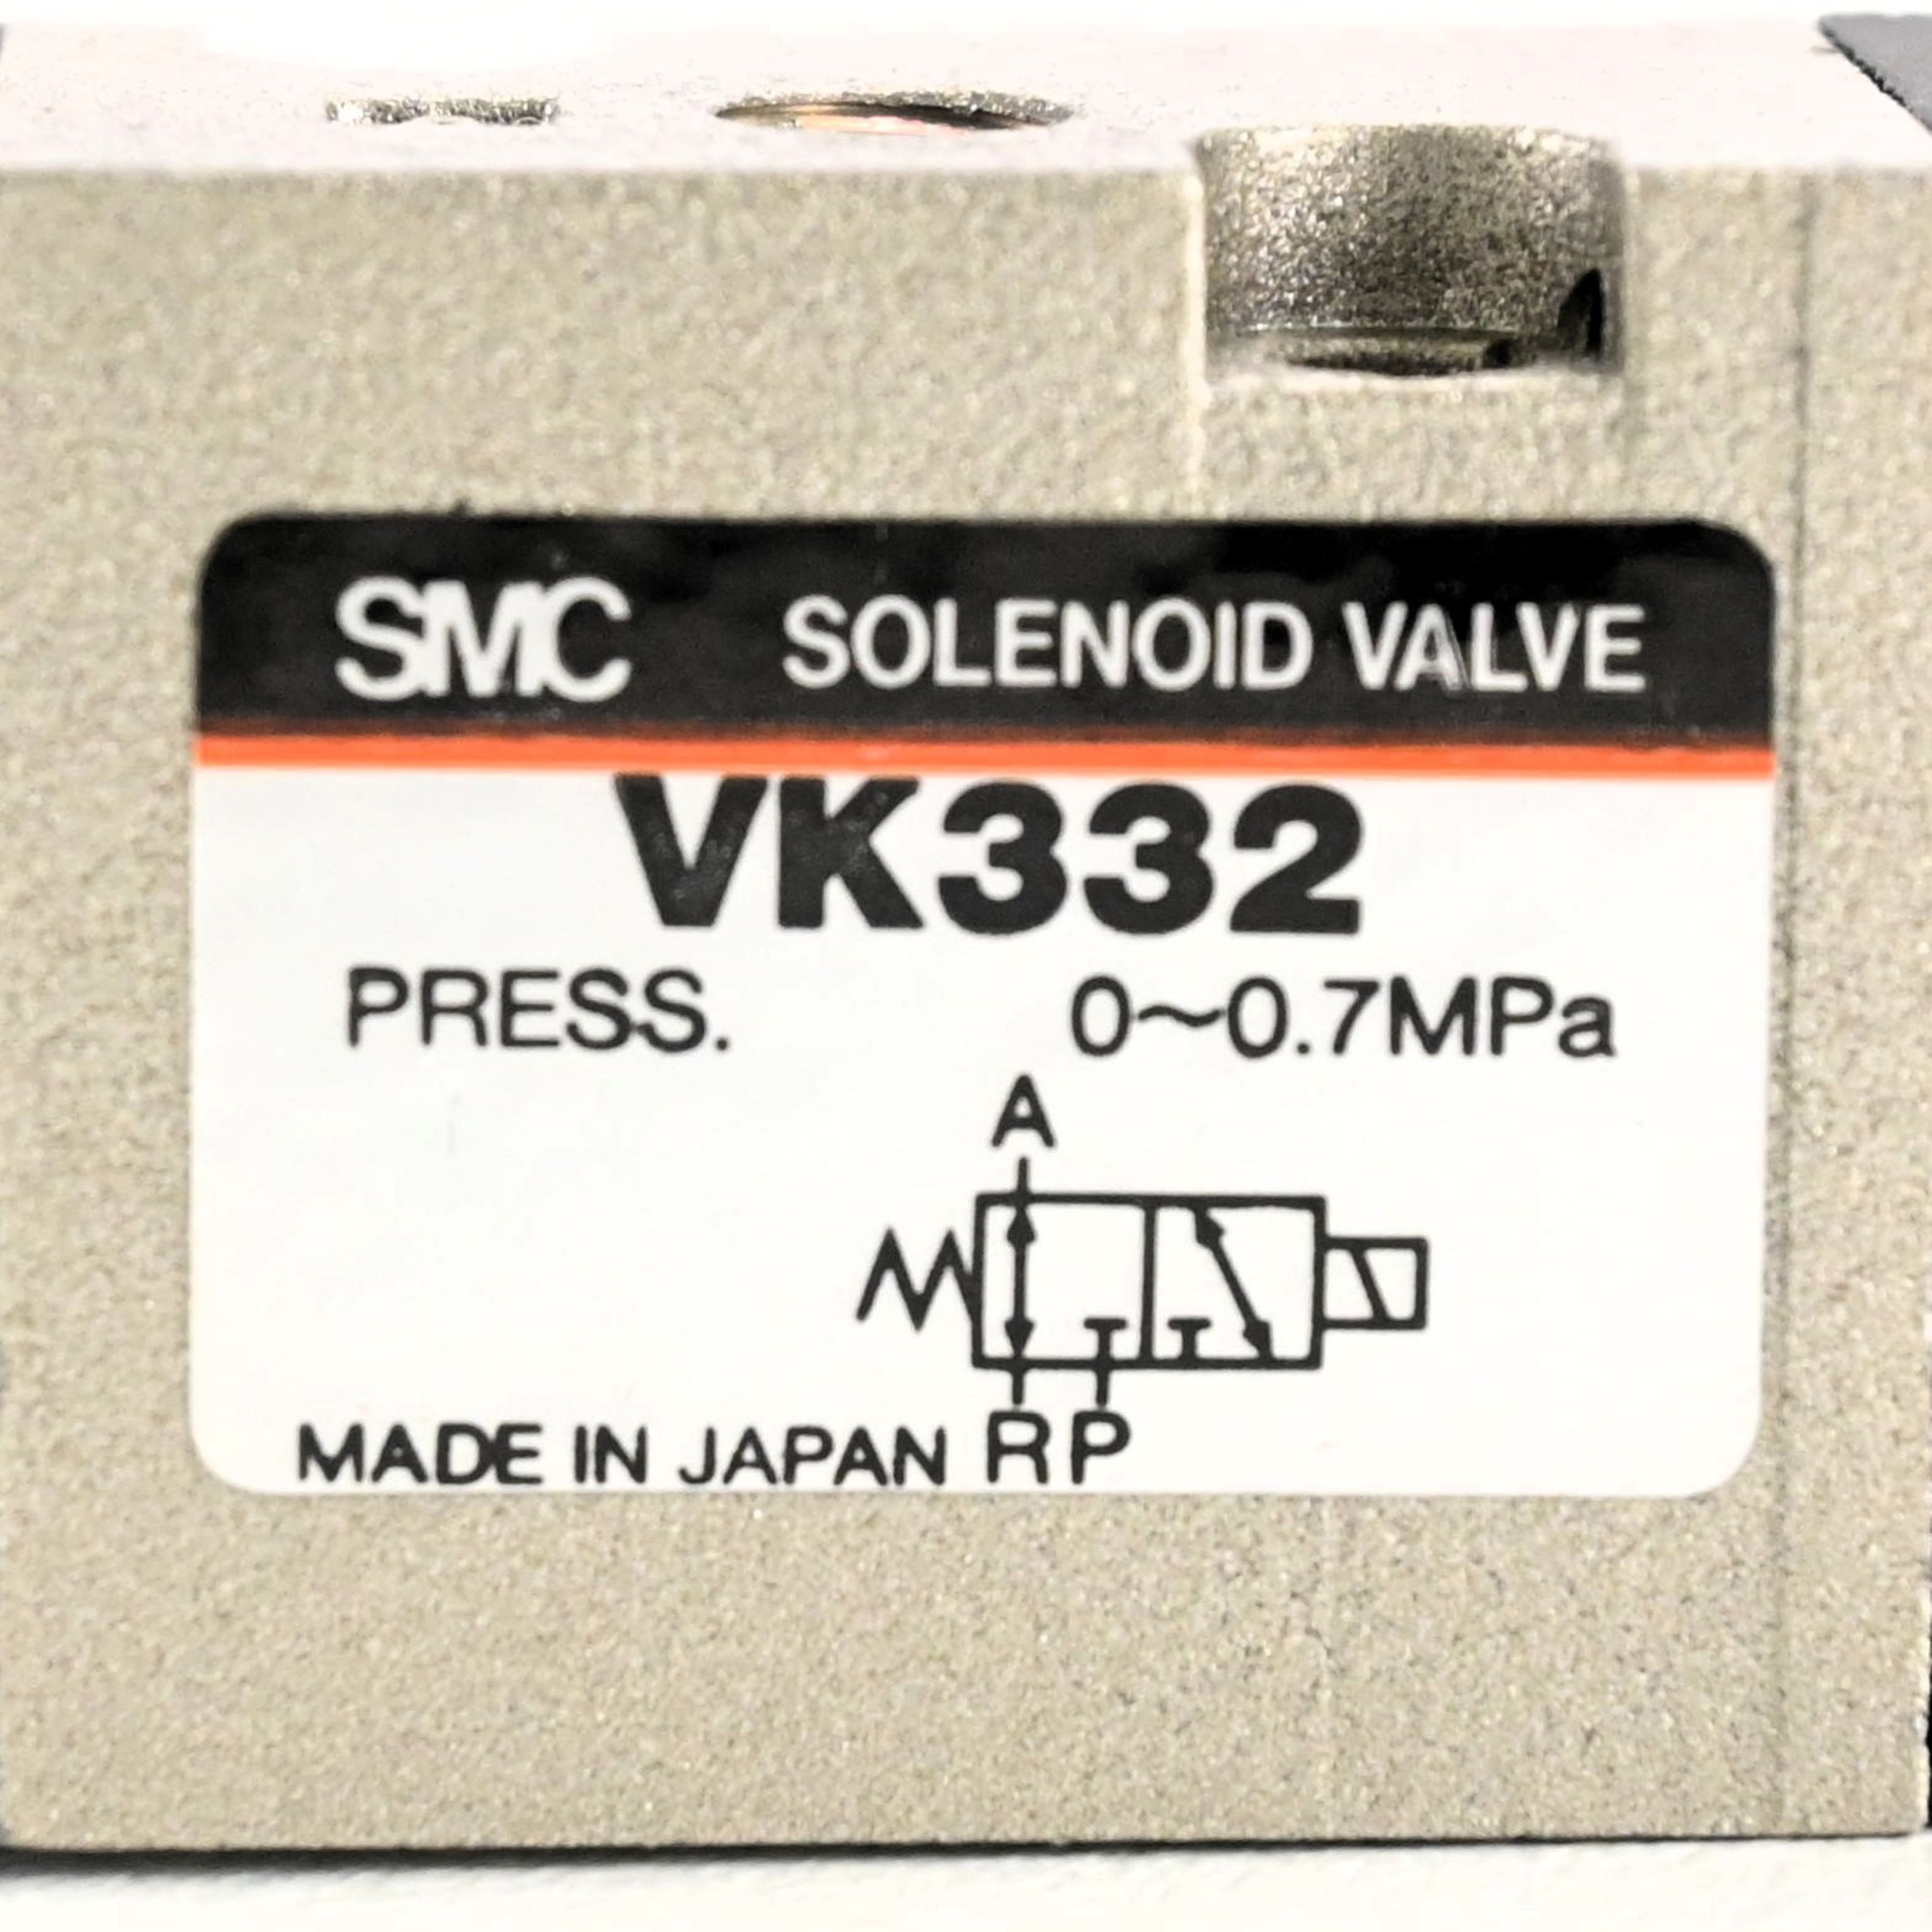 SMC SOLENOID VALVE
VK332
PRESS. 0~0.7MPa
A
MADE IN JAPAN R P